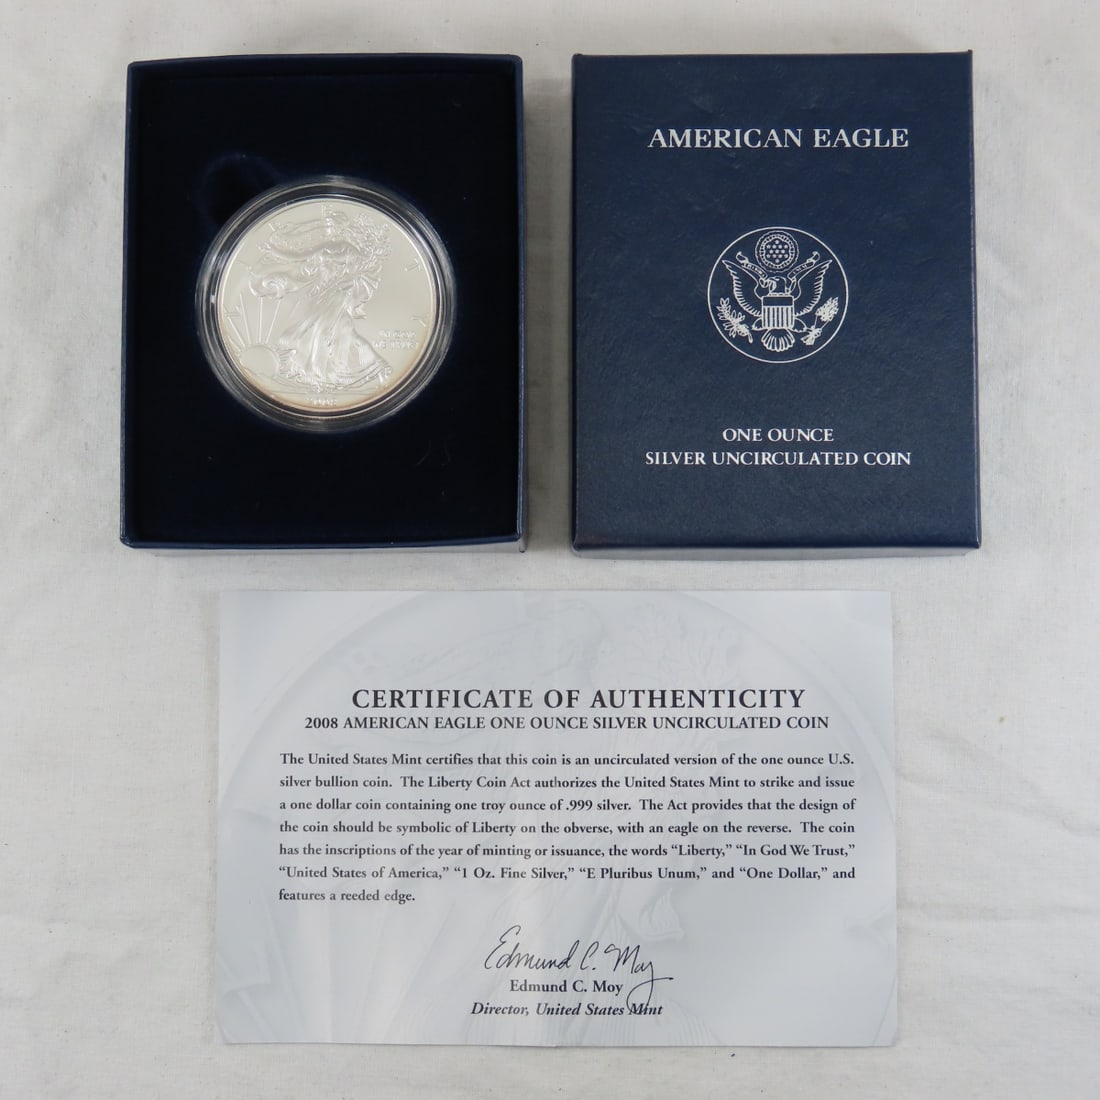 IN GOD
WE TRUST
2008
AMERICAN EAGLE
ONE OUNCE
SILVER UNCIRCULATED COIN
CERTIFICATE OF AUTHENTICITY
2008 AMERICAN EAGLE ONE OUNCE SILVER UNCIRCULATED COIN
The United States Mint certifies that this coin is an uncirculated version of the one ounce U.S.
silver bullion coin. The Liberty Coin Act authorizes the United States Mint to strike and issue
a one dollar coin containing one troy ounce of .999 silver. The Act provides that the design of
the coin should be symbolic of Liberty on the obverse, with an eagle on the reverse. The coin
has the inscriptions of the year of minting or issuance, the words “Liberty,” “In God We Trust,”
“United States of America,” “1 Oz. Fine Silver,” “E Pluribus Unum,” and “One Dollar,” and
features a reeded edge.
Edmund C. Moy
Edmund C. Moy
Director, United States Mint